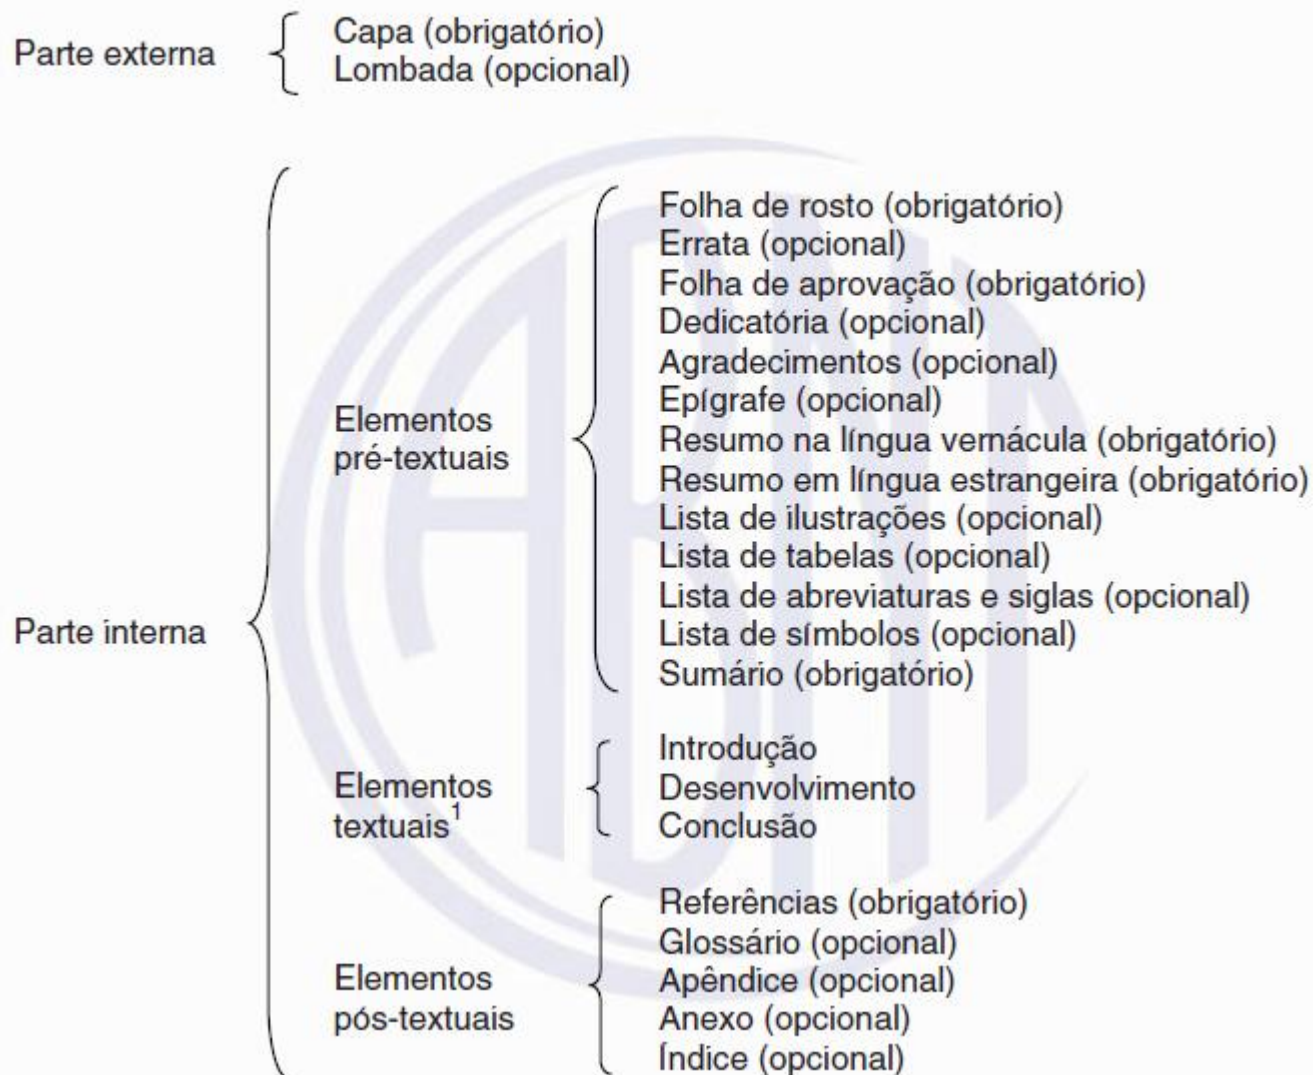 Parte externa
Capa (obrigatório)
Lombada (opcional)
Parte interna
Elementos
pré-textuais
Folha de rosto (obrigatório)
Errata (opcional)
Folha de aprovação (obrigatório)
Dedicatória (opcional)
Agradecimentos (opcional)
Epígrafe (opcional)
Resumo na língua vernácula (obrigatório)
Resumo em língua estrangeira (obrigatório)
Lista de ilustrações (opcional)
Lista de tabelas (opcional)
Lista de abreviaturas e siglas (opcional)
Lista de símbolos (opcional)
Sumário (obrigatório)
Elementos
textuais¹
Introdução
Desenvolvimento
Conclusão
Elementos
pós-textuais
Referências (obrigatório)
Glossário (opcional)
Apêndice (opcional)
Anexo (opcional)
Índice (opcional)
ABNT